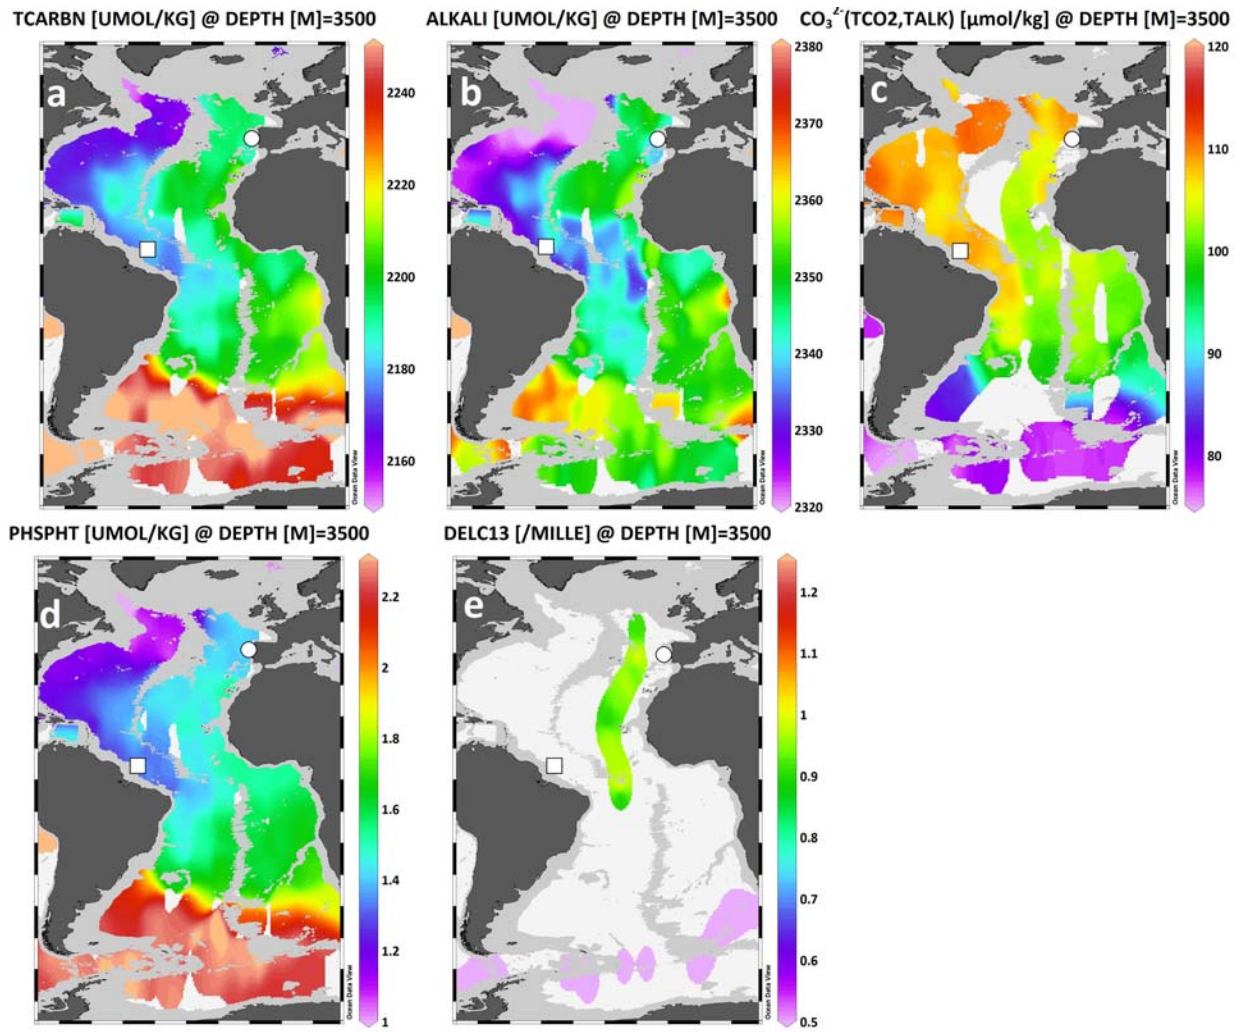 TCARBN [UMOL/KG] @ DEPTH [M]=3500
ALKALI [UMOL/KG] @ DEPTH [M]=3500
CO₃²⁻(TCO2,TALK) [µmol/kg] @ DEPTH [M]=3500
a
2240
2220
2200
2180
2160
Ocean Data View
b
2380
2370
2360
2350
2340
2330
2320
Ocean Data View
c
120
110
100
90
80
Ocean Data View
PHSPHT [UMOL/KG] @ DEPTH [M]=3500
DELC13 [/MILLE] @ DEPTH [M]=3500
d
2.2
2
1.8
1.6
1.4
1.2
1
Ocean Data View
e
1.2
1.1
1
0.9
0.8
0.7
0.6
0.5
Ocean Data View